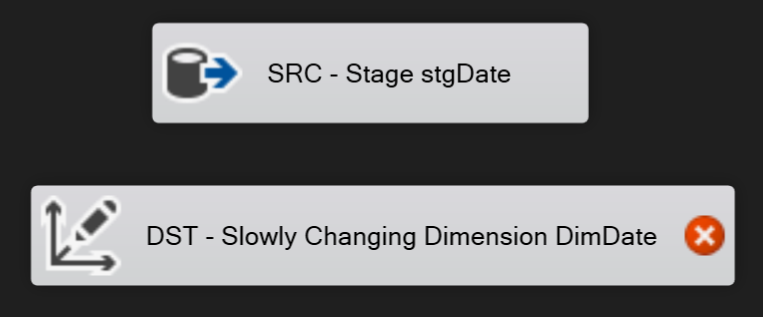 SRC - Stage stgDate
DST - Slowly Changing Dimension DimDate